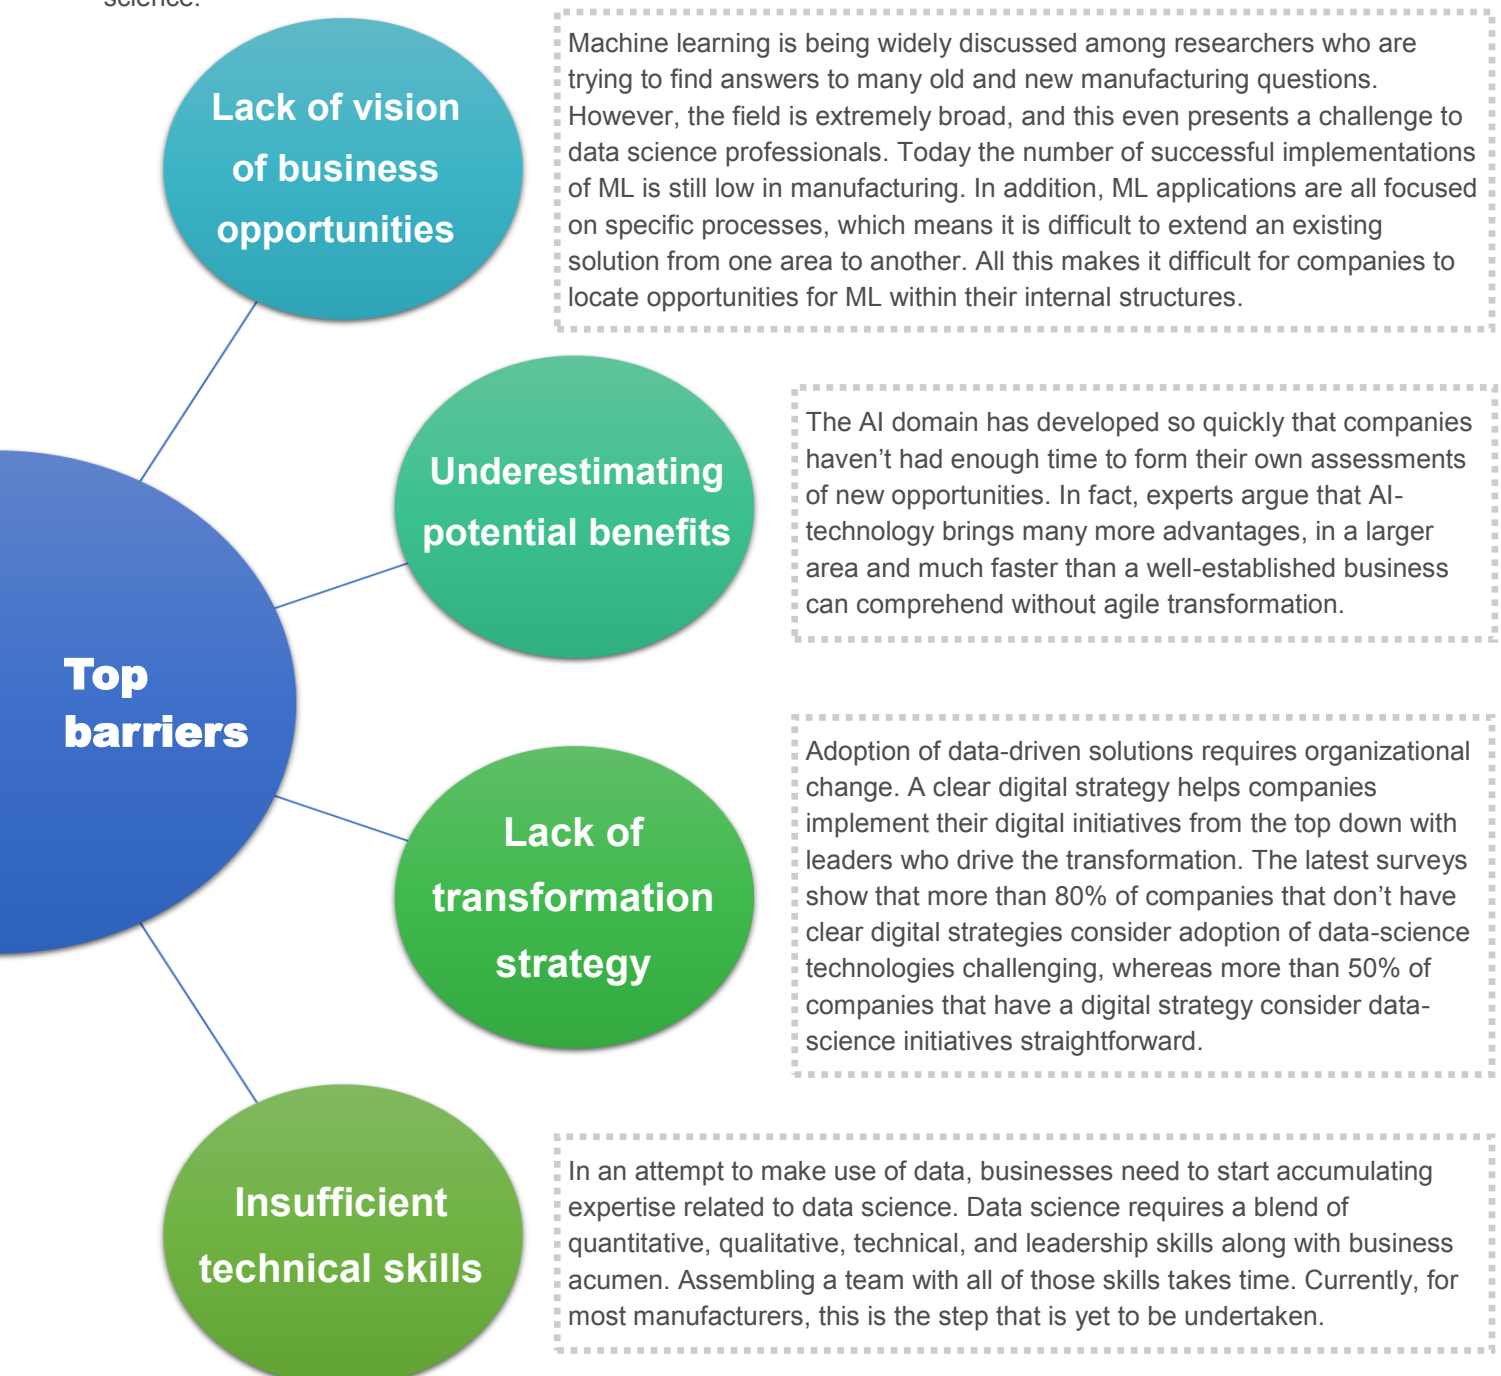 science.
Lack of vision
of business
opportunities
Machine learning is being widely discussed among researchers who are
trying to find answers to many old and new manufacturing questions.
However, the field is extremely broad, and this even presents a challenge to
data science professionals. Today the number of successful implementations
of ML is still low in manufacturing. In addition, ML applications are all focused
on specific processes, which means it is difficult to extend an existing
solution from one area to another. All this makes it difficult for companies to
locate opportunities for ML within their internal structures.
Underestimating
potential benefits
The AI domain has developed so quickly that companies
haven’t had enough time to form their own assessments
of new opportunities. In fact, experts argue that AI-
technology brings many more advantages, in a larger
area and much faster than a well-established business
can comprehend without agile transformation.
Top
barriers
Lack of
transformation
strategy
Adoption of data-driven solutions requires organizational
change. A clear digital strategy helps companies
implement their digital initiatives from the top down with
leaders who drive the transformation. The latest surveys
show that more than 80% of companies that don’t have
clear digital strategies consider adoption of data-science
technologies challenging, whereas more than 50% of
companies that have a digital strategy consider data-
science initiatives straightforward.
Insufficient
technical skills
In an attempt to make use of data, businesses need to start accumulating
expertise related to data science. Data science requires a blend of
quantitative, qualitative, technical, and leadership skills along with business
acumen. Assembling a team with all of those skills takes time. Currently, for
most manufacturers, this is the step that is yet to be undertaken.